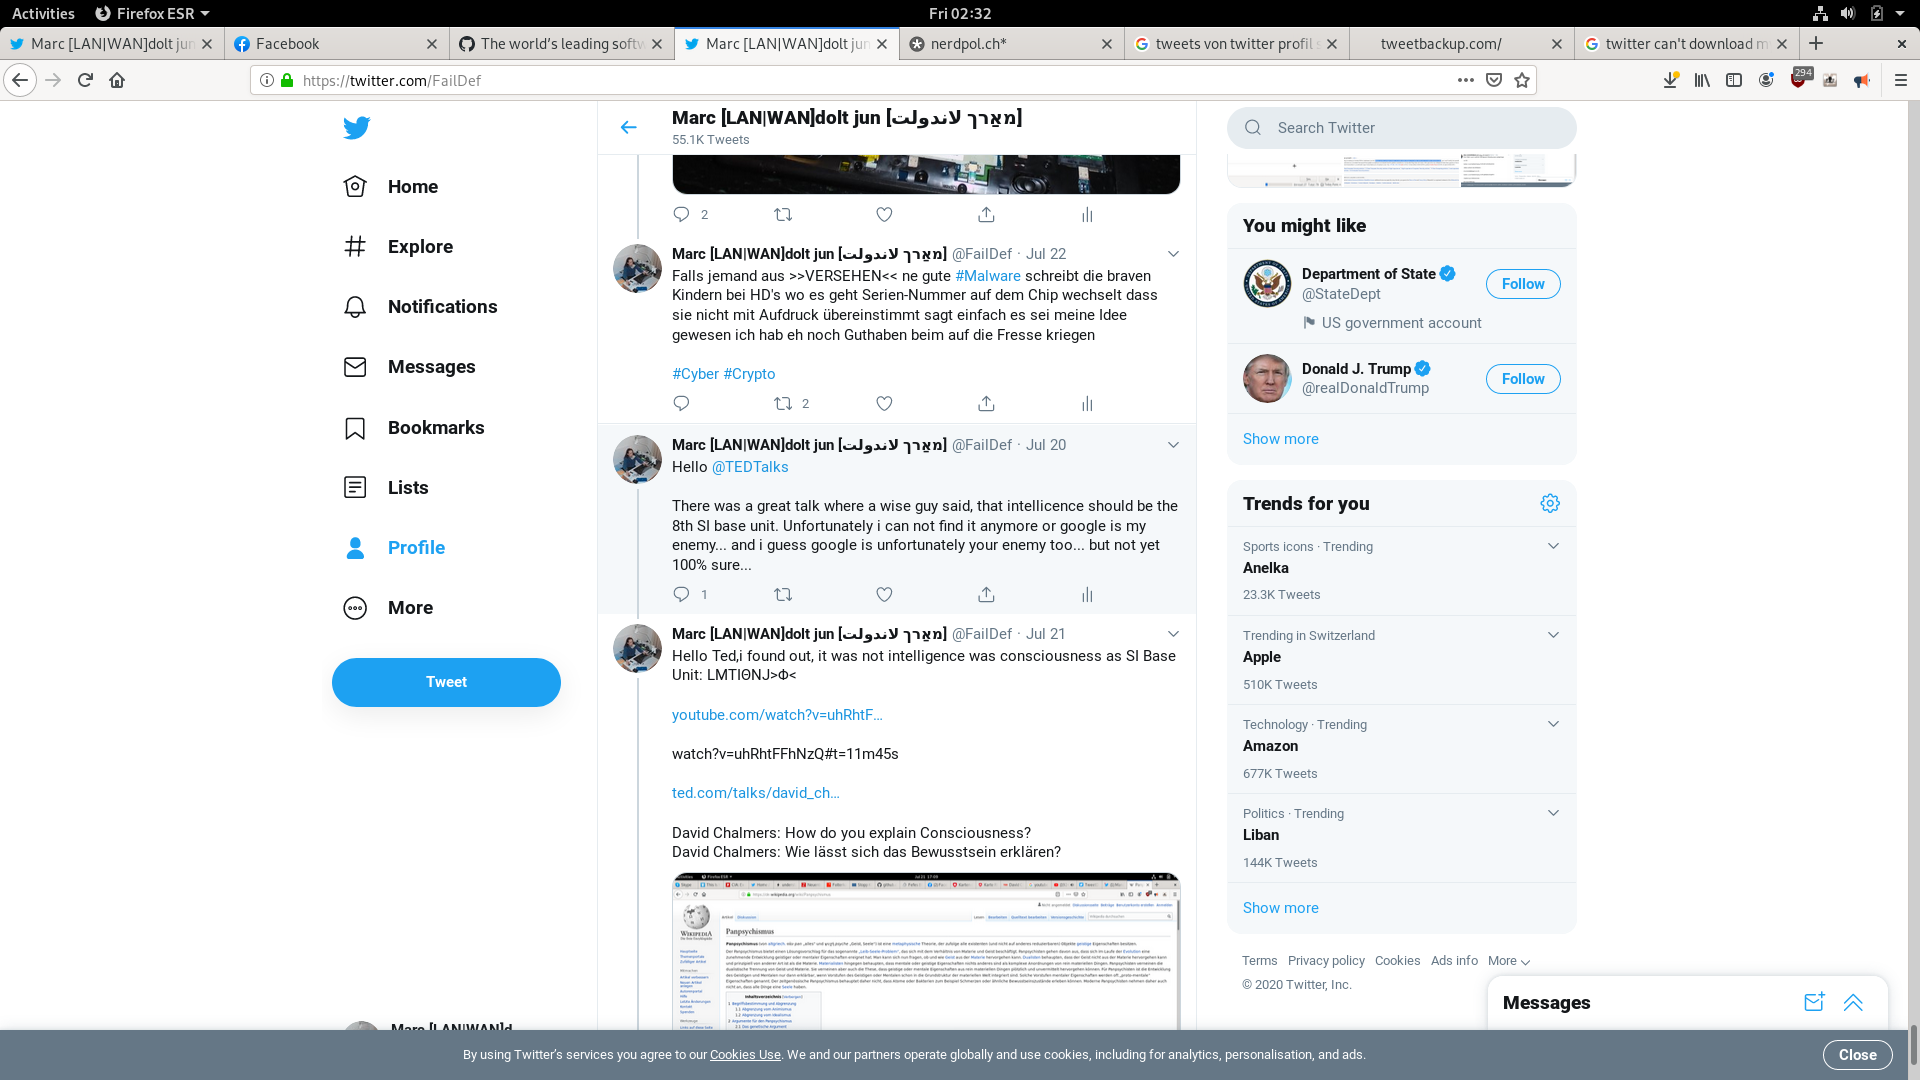 Activities Firefox ESR Fri 02:32
Marc [LAN|WAN]dolt jun
Facebook
The world’s leading softw
Marc [LAN|WAN]dolt jun
nerdpol.ch*
tweets von twitter profil s
tweetbackup.com/
twitter can't download m
https://twitter.com/FailDef
294
Home
Explore
Notifications
Messages
Bookmarks
Lists
Profile
More
Tweet
Marc [LAN|WAN]d
Marc [LAN|WAN]dolt jun [מאַרך לאנדולת]
55.1K Tweets
2
Marc [LAN|WAN]dolt jun [מאַרך לאנדולת] @FailDef · Jul 22
Falls jemand aus >>VERSEHEN<< ne gute #Malware schreibt die braven
Kindern bei HD's wo es geht Serien-Nummer auf dem Chip wechselt dass
sie nicht mit Aufdruck übereinstimmt sagt einfach es sei meine Idee
gewesen ich hab eh noch Guthaben beim auf die Fresse kriegen
#Cyber #Crypto
2
Marc [LAN|WAN]dolt jun [מאַרך לאנדולת] @FailDef · Jul 20
Hello @TEDTalks
There was a great talk where a wise guy said, that intellicence should be the
8th SI base unit. Unfortunately i can not find it anymore or google is my
enemy... and i guess google is unfortunately your enemy too... but not yet
100% sure...
1
Marc [LAN|WAN]dolt jun [מאַרך לאנדולת] @FailDef · Jul 21
Hello Ted,i found out, it was not intelligence was consciousness as SI Base
Unit: LMTIΘNJ>Φ<
youtube.com/watch?v=uhRhtF…
watch?v=uhRhtFFhNzQ#t=11m45s
ted.com/talks/david_ch…
David Chalmers: How do you explain Consciousness?
David Chalmers: Wie lässt sich das Bewusstsein erklären?
WIKIPEDIA
Panpsychismus
Inhaltsverzeichnis
Search Twitter
You might like
Department of State
@StateDept
US government account
Follow
Donald J. Trump
@realDonaldTrump
Follow
Show more
Trends for you
Sports icons · Trending
Anelka
23.3K Tweets
Trending in Switzerland
Apple
510K Tweets
Technology · Trending
Amazon
677K Tweets
Politics · Trending
Liban
144K Tweets
Show more
Terms Privacy policy Cookies Ads info More
© 2020 Twitter, Inc.
Messages
By using Twitter’s services you agree to our Cookies Use. We and our partners operate globally and use cookies, including for analytics, personalisation, and ads.
Close